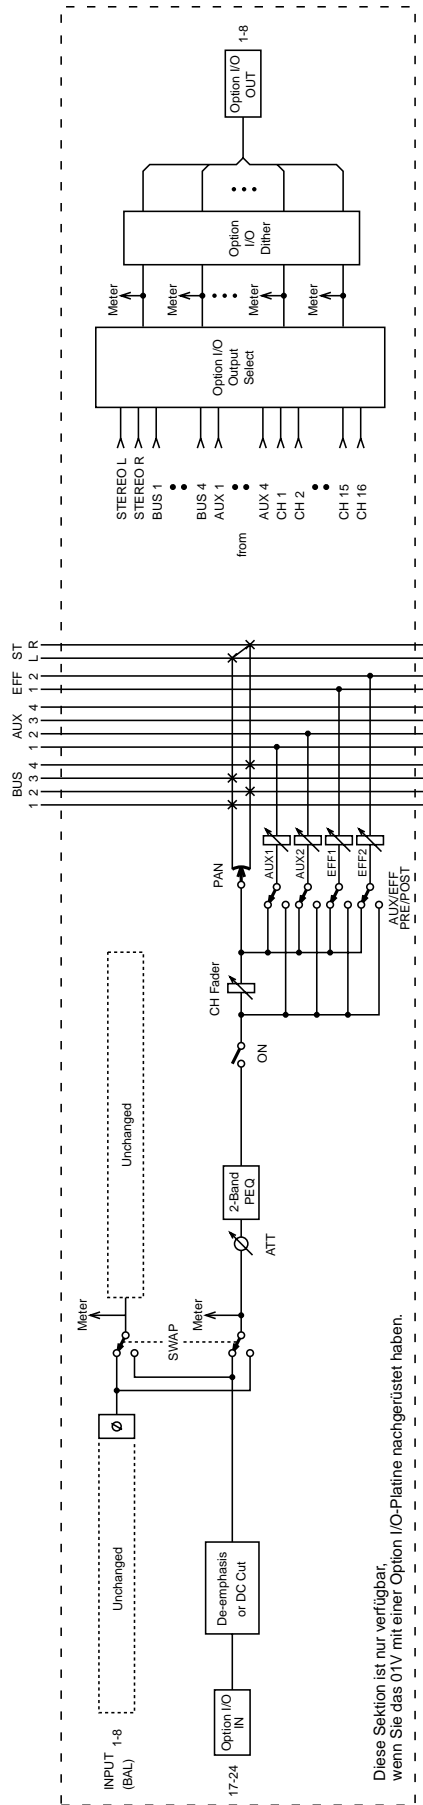 INPUT 1-8
(BAL)
Unchanged
Ø
Meter
SWAP
Unchanged
17-24
Option I/O
IN
De-emphasis
or DC Cut
Meter
ATT
2-Band
PEQ
ON
CH Fader
PAN
AUX1
AUX2
EFF1
EFF2
AUX/EFF
PRE/POST
BUS
AUX
EFF
ST
1
2
3
4
1
2
3
4
1
2
L
R
from
STEREO L
STEREO R
BUS 1
BUS 4
AUX 1
AUX 4
CH 1
CH 2
CH 15
CH 16
Option I/O
Output
Select
Meter
Meter
Meter
Meter
Option
I/O
Dither
Option I/O
OUT
1-8
Diese Sektion ist nur verfügbar,
wenn Sie das 01V mit einer Option I/O-Platine nachgerüstet haben.